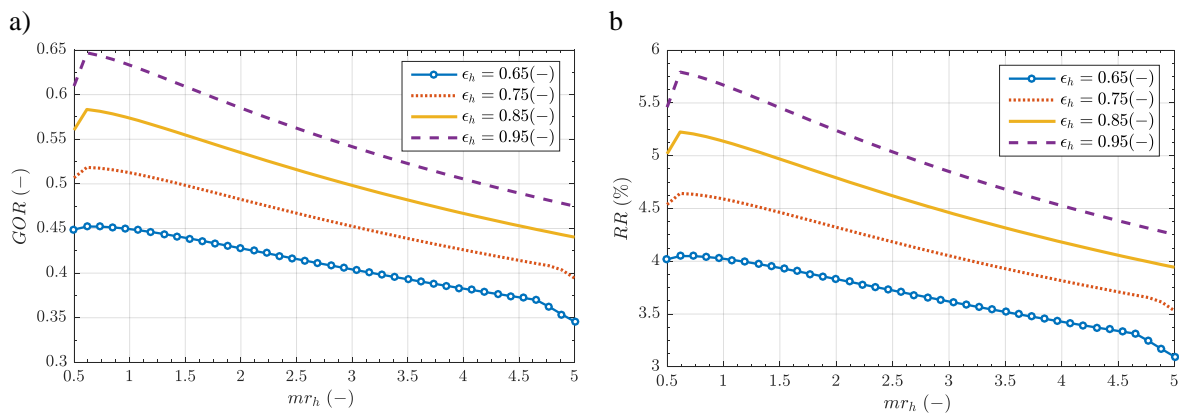 a)
0.65
0.6
0.55
0.5
0.45
0.4
0.35
0.3
GOR (−)
0.5 1 1.5 2 2.5 3 3.5 4 4.5 5
mr_h (−)
ϵ_h = 0.65(−)
ϵ_h = 0.75(−)
ϵ_h = 0.85(−)
ϵ_h = 0.95(−)
b
6
5.5
5
4.5
4
3.5
3
RR (%)
0.5 1 1.5 2 2.5 3 3.5 4 4.5 5
mr_h (−)
ϵ_h = 0.65(−)
ϵ_h = 0.75(−)
ϵ_h = 0.85(−)
ϵ_h = 0.95(−)